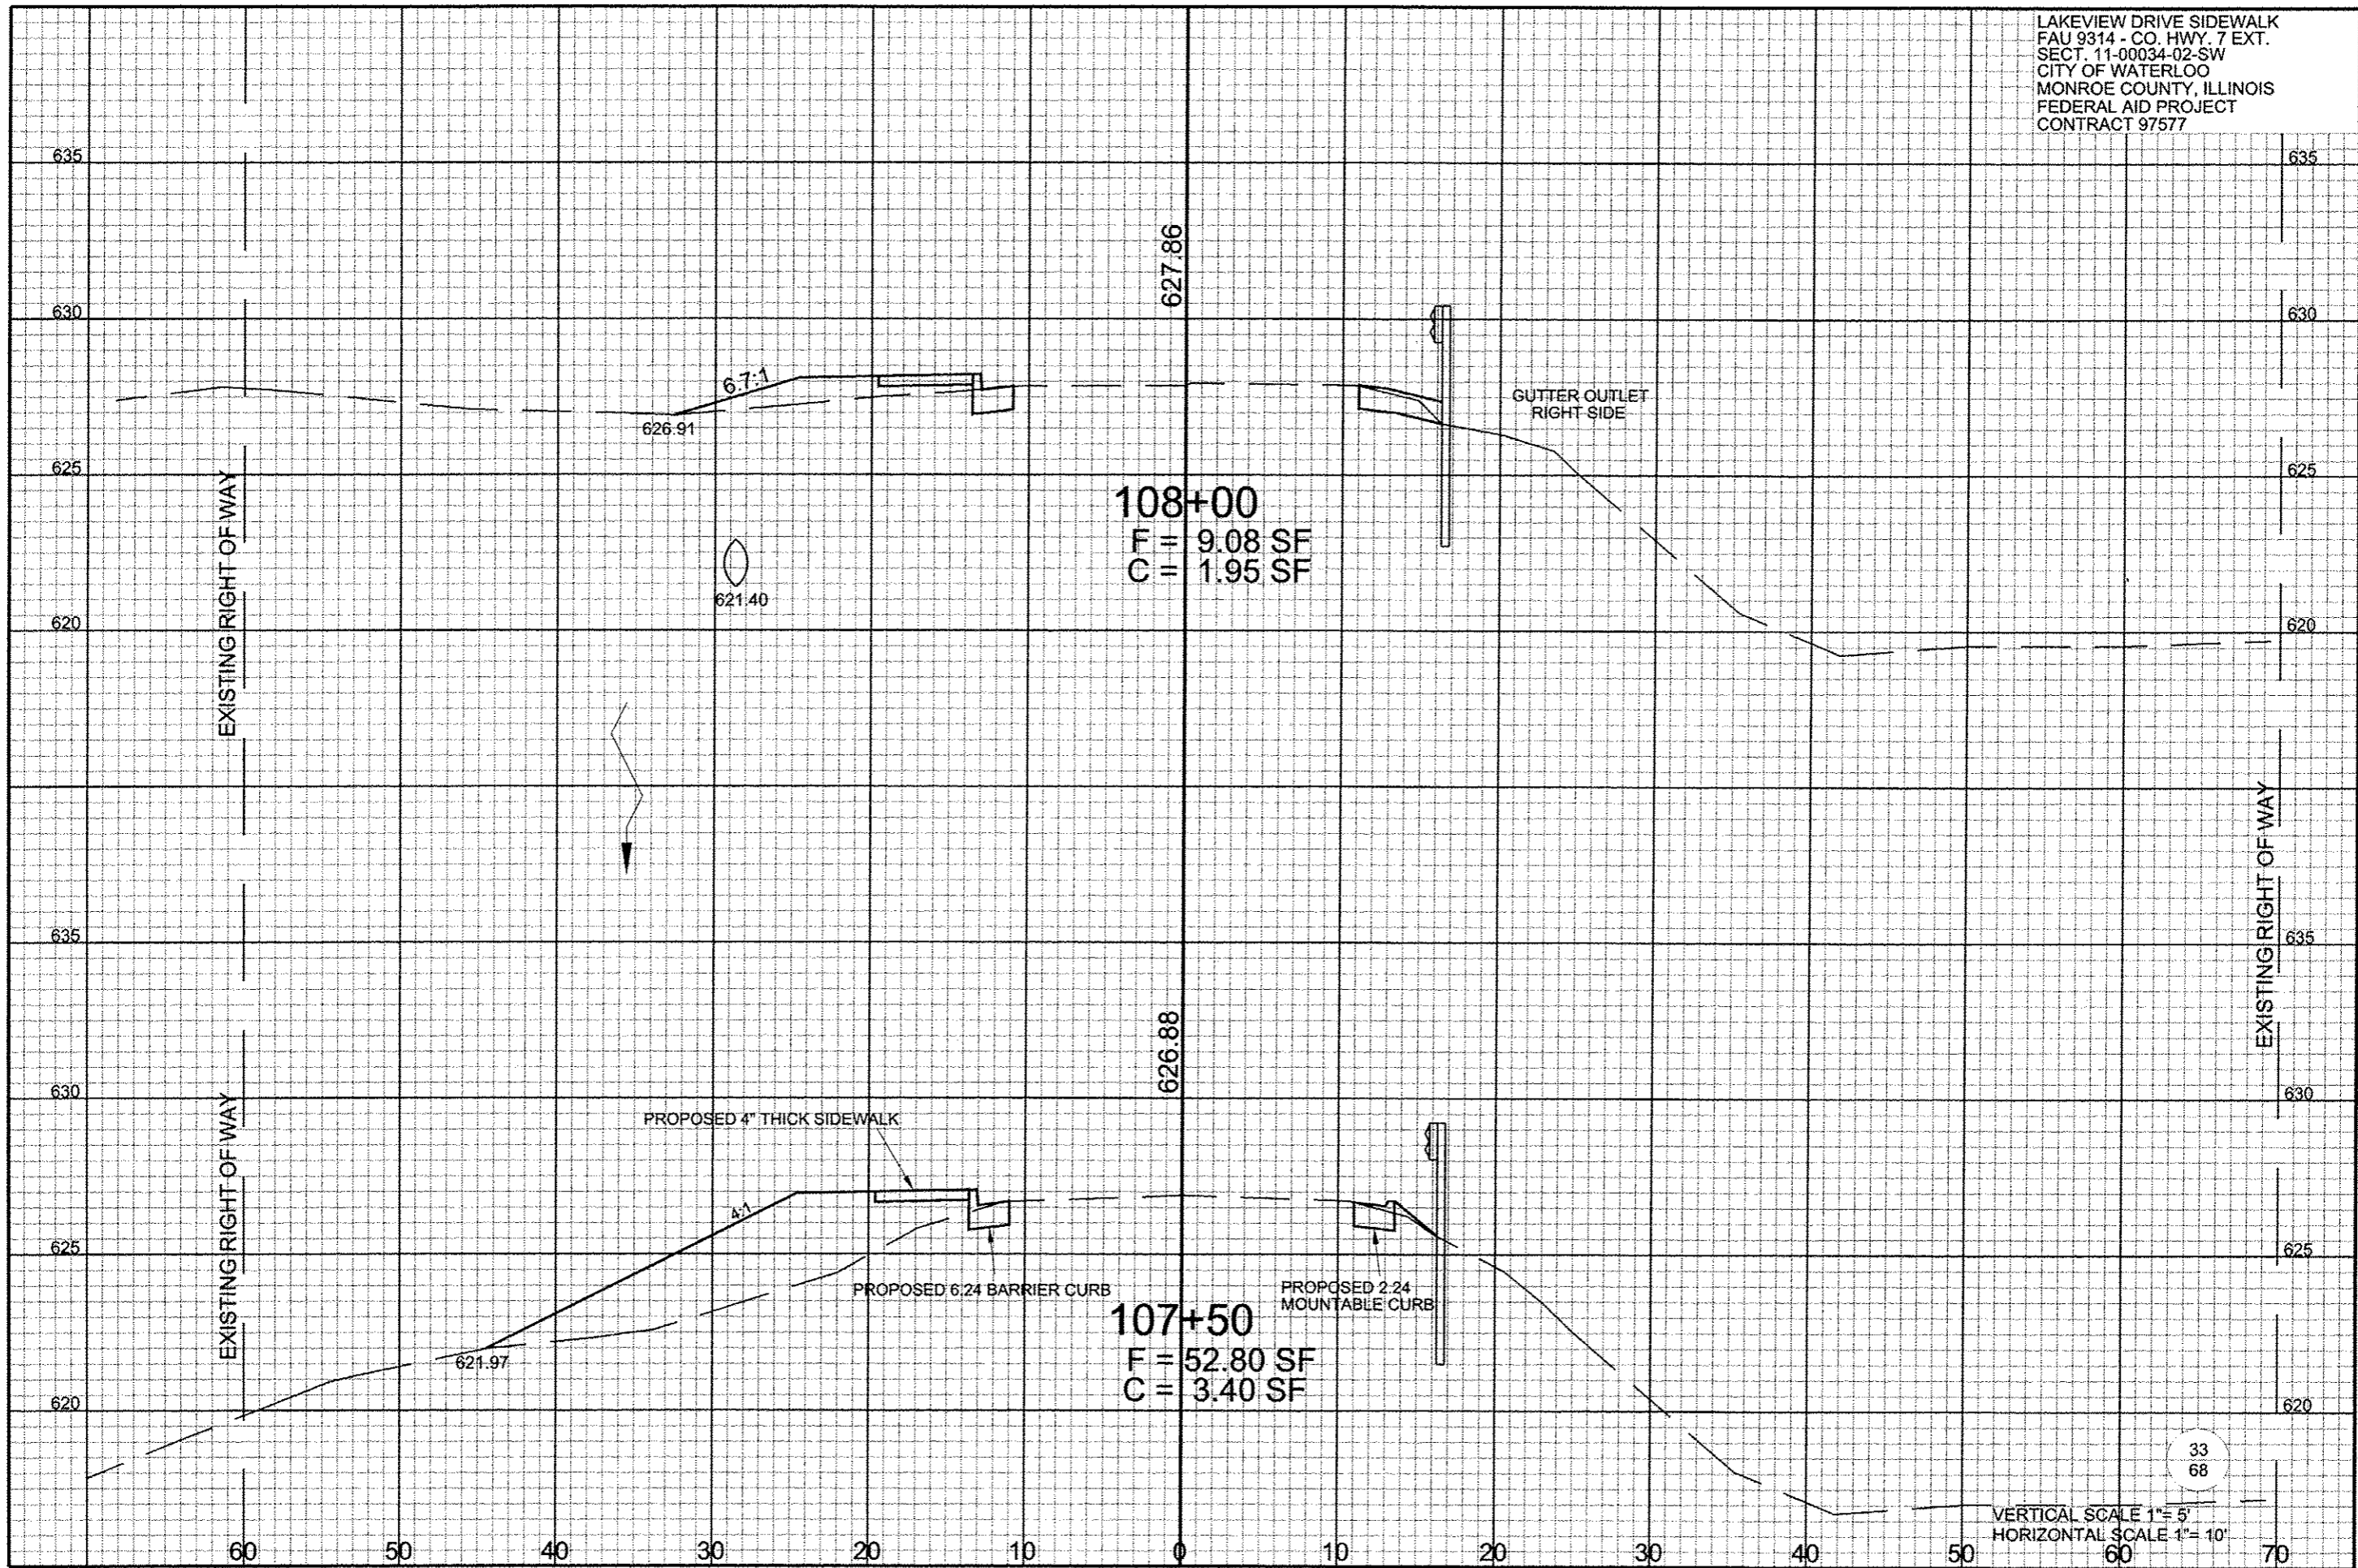 LAKEVIEW DRIVE SIDEWALK
FAU 9314 - CO. HWY. 7 EXT.
SECT. 11-00034-02-SW
CITY OF WATERLOO
MONROE COUNTY, ILLINOIS
FEDERAL AID PROJECT
CONTRACT 97577
635
635
627.86
630
630
6.7:1
626.91
GUTTER OUTLET
RIGHT SIDE
625
625
EXISTING RIGHT OF WAY
108+00
F = 9.08 SF
C = 1.95 SF
621.40
620
620
EXISTING RIGHT OF WAY
635
635
626.88
630
630
EXISTING RIGHT OF WAY
PROPOSED 4" THICK SIDEWALK
4:1
625
625
PROPOSED 6.24 BARRIER CURB
PROPOSED 2.24
MOUNTABLE CURB
107+50
F = 52.80 SF
C = 3.40 SF
621.97
620
620
33
68
VERTICAL SCALE 1"= 5'
HORIZONTAL SCALE 1"= 10'
60 50 40 30 20 10 0 10 20 30 40 50 60 70